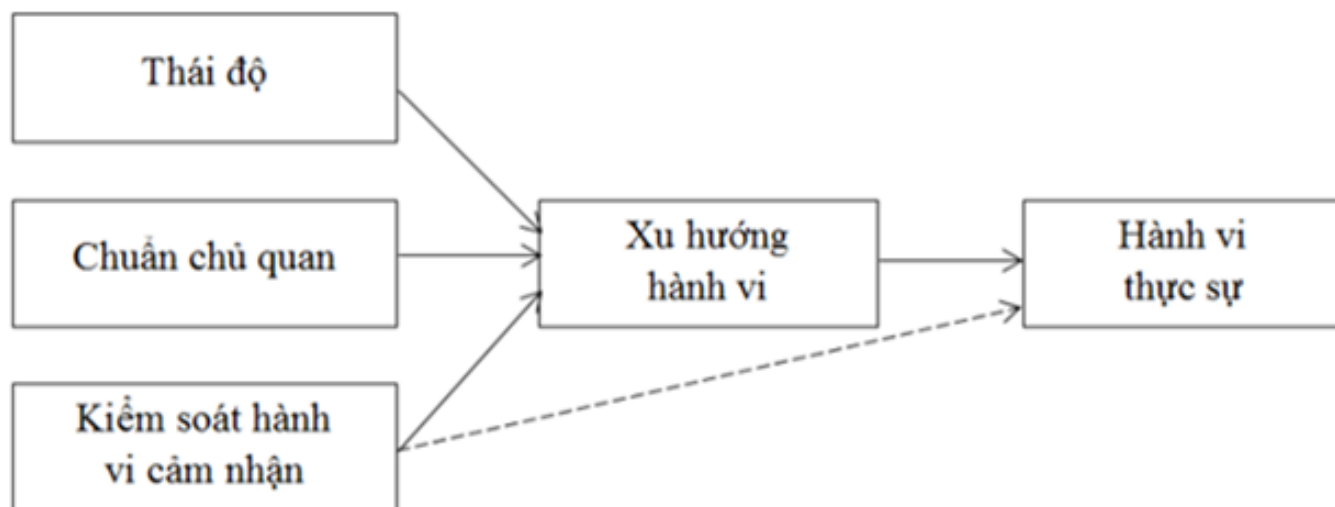 Thái độ
Chuẩn chủ quan
Xu hướng
hành vi
Hành vi
thực sự
Kiểm soát hành
vi cảm nhận